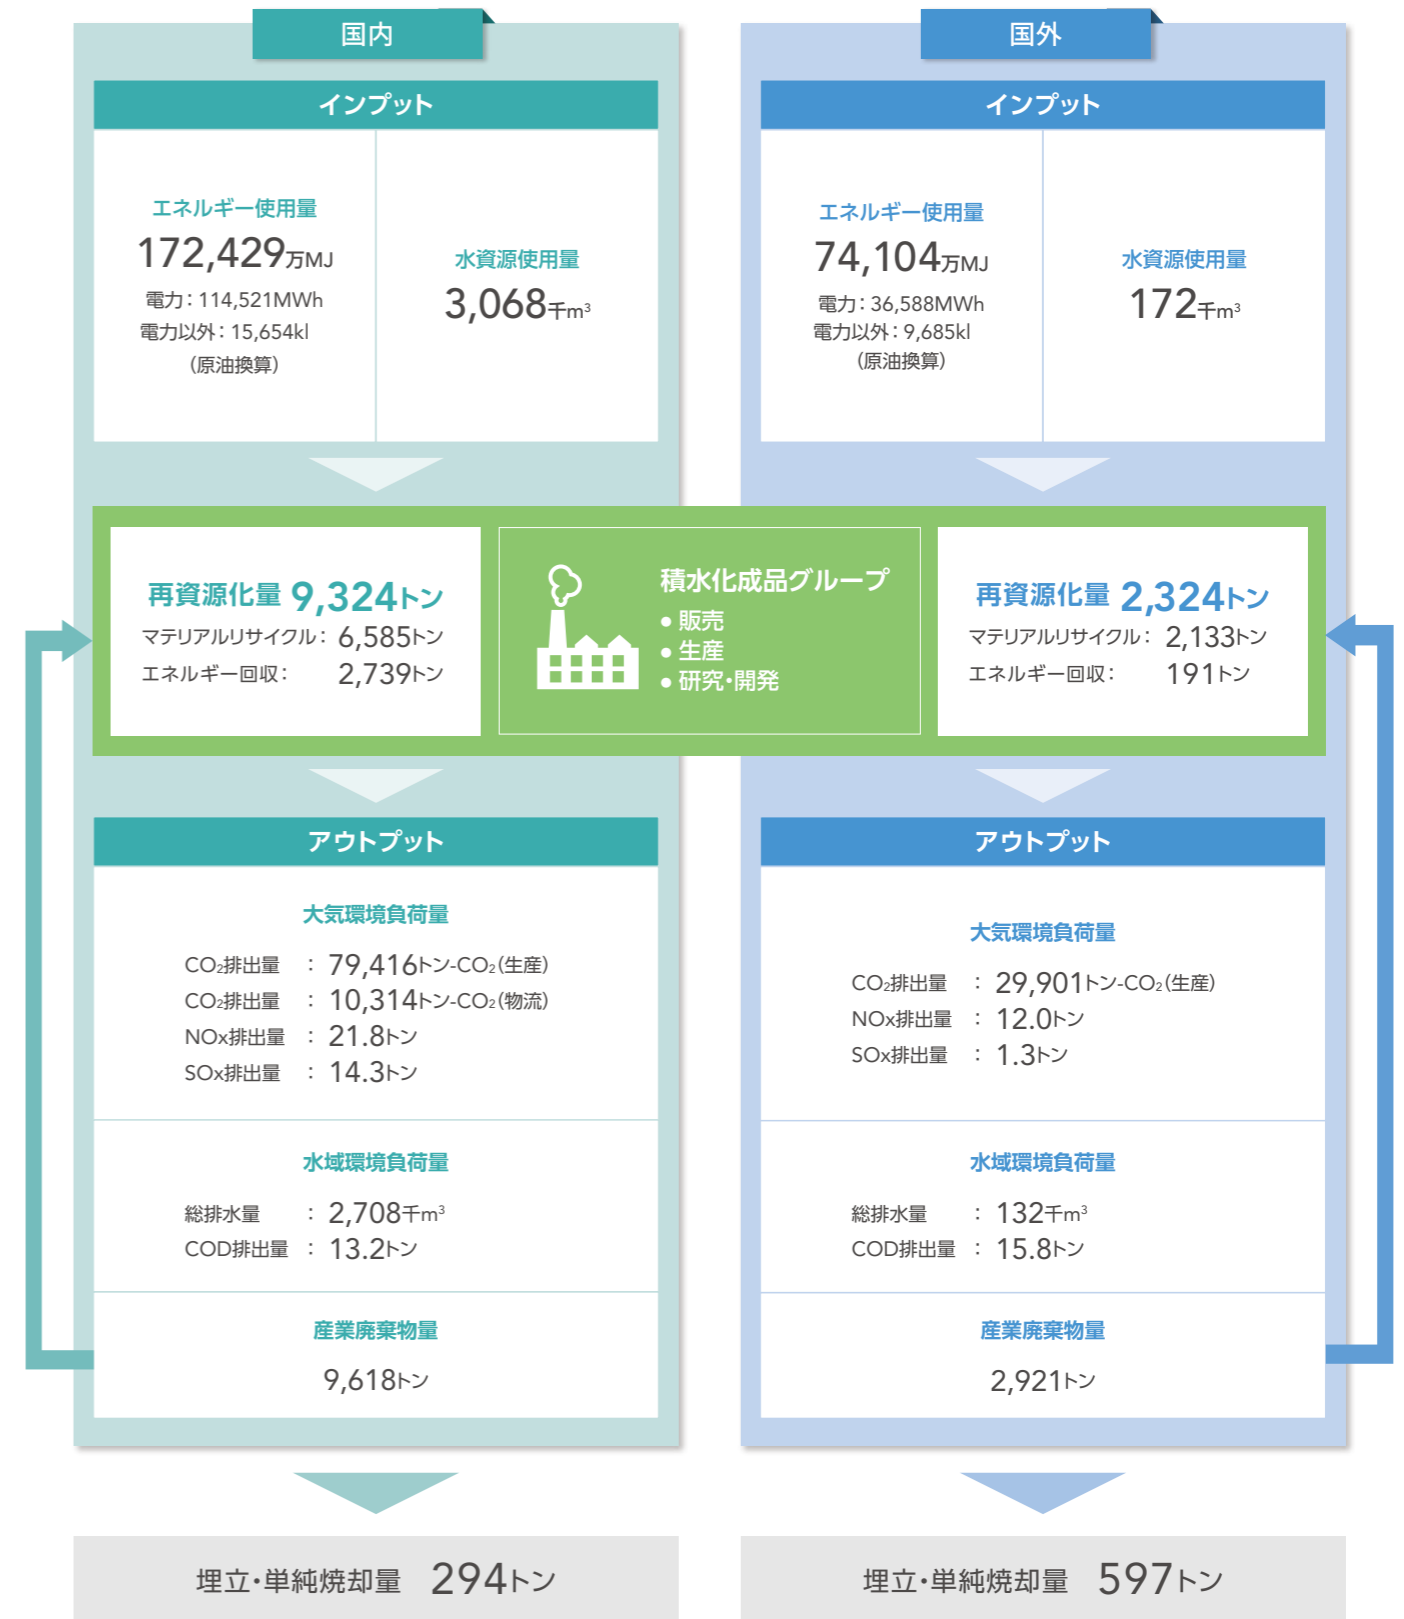 国内
インプット
エネルギー使用量
172,429万MJ
電力：114,521MWh
電力以外：15,654kl
（原油換算）
水資源使用量
3,068千m³
国外
インプット
エネルギー使用量
74,104万MJ
電力：36,588MWh
電力以外：9,685kl
（原油換算）
水資源使用量
172千m³
再資源化量 9,324トン
マテリアルリサイクル： 6,585トン
エネルギー回収： 2,739トン
積水化成品グループ
● 販売
● 生産
● 研究・開発
再資源化量 2,324トン
マテリアルリサイクル： 2,133トン
エネルギー回収： 191トン
アウトプット
大気環境負荷量
CO₂排出量 ： 79,416トン-CO₂（生産）
CO₂排出量 ： 10,314トン-CO₂（物流）
NOx排出量 ： 21.8トン
SOx排出量 ： 14.3トン
水域環境負荷量
総排水量 ： 2,708千m³
COD排出量 ： 13.2トン
産業廃棄物量
9,618トン
アウトプット
大気環境負荷量
CO₂排出量 ： 29,901トン-CO₂（生産）
NOx排出量 ： 12.0トン
SOx排出量 ： 1.3トン
水域環境負荷量
総排水量 ： 132千m³
COD排出量 ： 15.8トン
産業廃棄物量
2,921トン
埋立・単純焼却量 294トン
埋立・単純焼却量 597トン